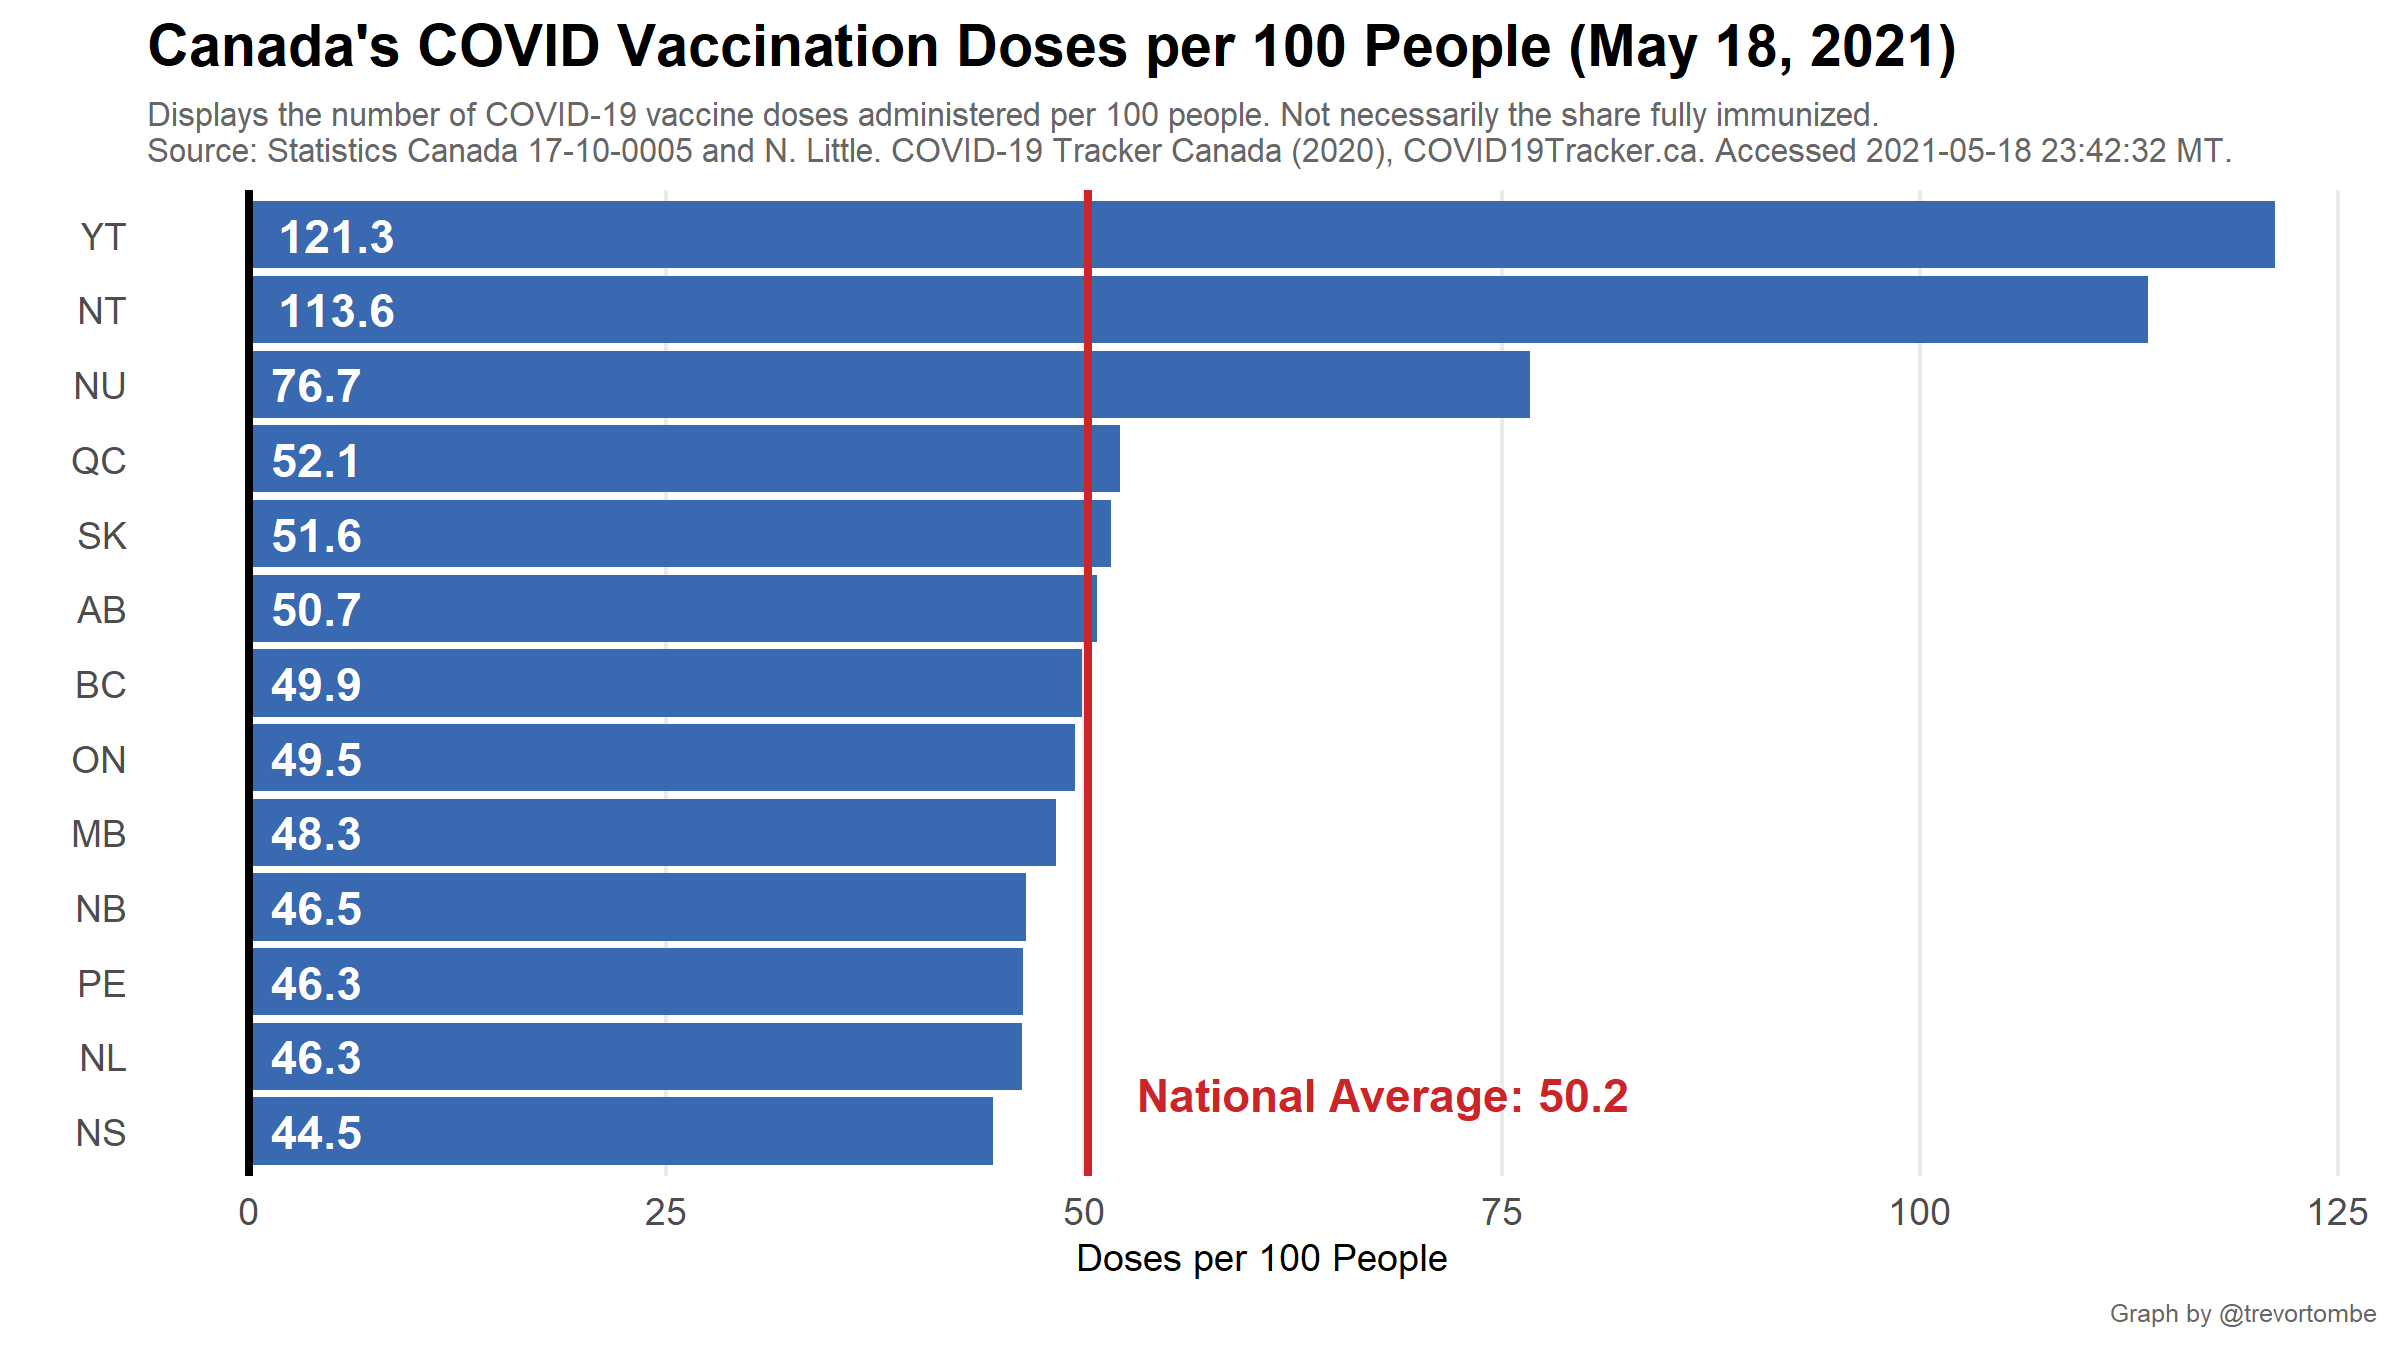 Canada's COVID Vaccination Doses per 100 People (May 18, 2021)
Displays the number of COVID-19 vaccine doses administered per 100 people. Not necessarily the share fully immunized.
Source: Statistics Canada 17-10-0005 and N. Little. COVID-19 Tracker Canada (2020), COVID19Tracker.ca. Accessed 2021-05-18 23:42:32 MT.
YT 121.3
NT 113.6
NU 76.7
QC 52.1
SK 51.6
AB 50.7
BC 49.9
ON 49.5
MB 48.3
NB 46.5
PE 46.3
NL 46.3
National Average: 50.2
NS 44.5
0 25 50 75 100 125
Doses per 100 People
Graph by @trevortombe